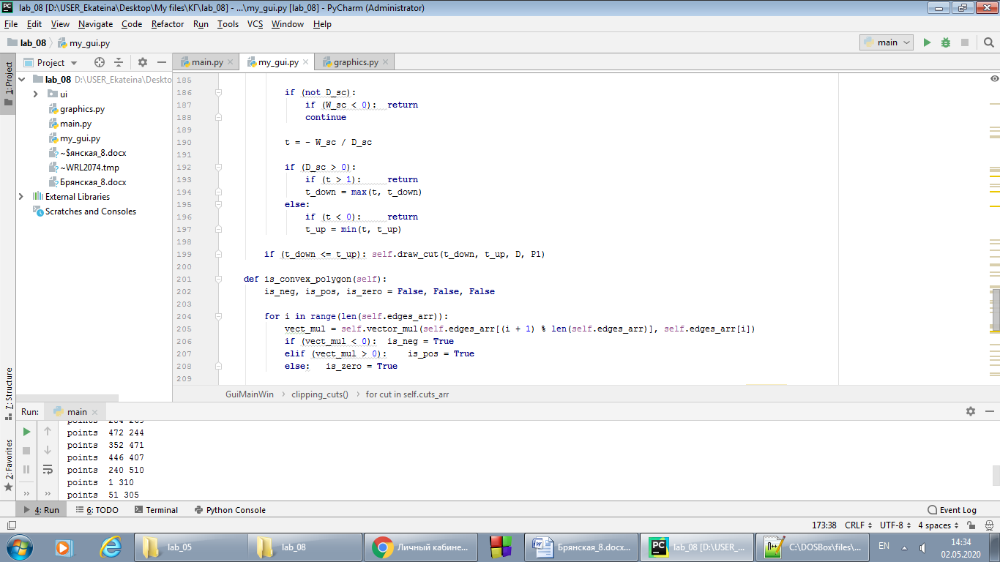 lab_08 [D:\USER_Ekateina\Desktop\My files\КГ\lab_08] - ...\my_gui.py [lab_08] - PyCharm (Administrator)
File Edit View Navigate Code Refactor Run Tools VCS Window Help
lab_08 my_gui.py main
1: Project
Project
main.py my_gui.py graphics.py
lab_08 D:\USER_Ekateina\Deskto
ui
graphics.py
main.py
my_gui.py
~$янская_8.docx
~WRL2074.tmp
Брянская_8.docx
External Libraries
Scratches and Consoles
7: Structure
2: Favorites
185
186 if (not D_sc):
187 if (W_sc < 0): return
188 continue
189
190 t = - W_sc / D_sc
191
192 if (D_sc > 0):
193 if (t > 1): return
194 t_down = max(t, t_down)
195 else:
196 if (t < 0): return
197 t_up = min(t, t_up)
198
199 if (t_down <= t_up): self.draw_cut(t_down, t_up, D, P1)
200
201 def is_convex_polygon(self):
202 is_neg, is_pos, is_zero = False, False, False
203
204 for i in range(len(self.edges_arr)):
205 vect_mul = self.vector_mul(self.edges_arr[(i + 1) % len(self.edges_arr)], self.edges_arr[i])
206 if (vect_mul < 0): is_neg = True
207 elif (vect_mul > 0): is_pos = True
208 else: is_zero = True
209
GuiMainWin clipping_cuts() for cut in self.cuts_arr
Run: main
points 472 244
points 352 471
points 446 407
points 240 510
points 1 310
points 51 305
4: Run 6: TODO Terminal Python Console Event Log
173:38 CRLF UTF-8 4 spaces
lab_05 lab_08 Личный кабине... Брянская_8.docx... lab_08 [D:\USER_... C:\DOSBox\files\... EN 14:34
02.05.2020